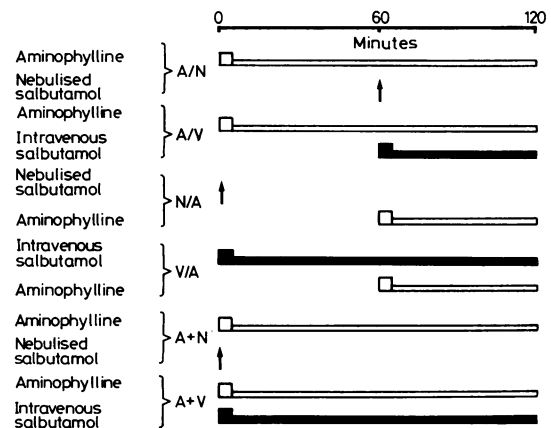 0 60 120
Minutes
Aminophylline
Nebulised
salbutamol
A/N
Aminophylline
Intravenous
salbutamol
A/V
Nebulised
salbutamol
Aminophylline
N/A
Intravenous
salbutamol
Aminophylline
V/A
Aminophylline
Nebulised
salbutamol
A+N
Aminophylline
Intravenous
salbutamol
A+V